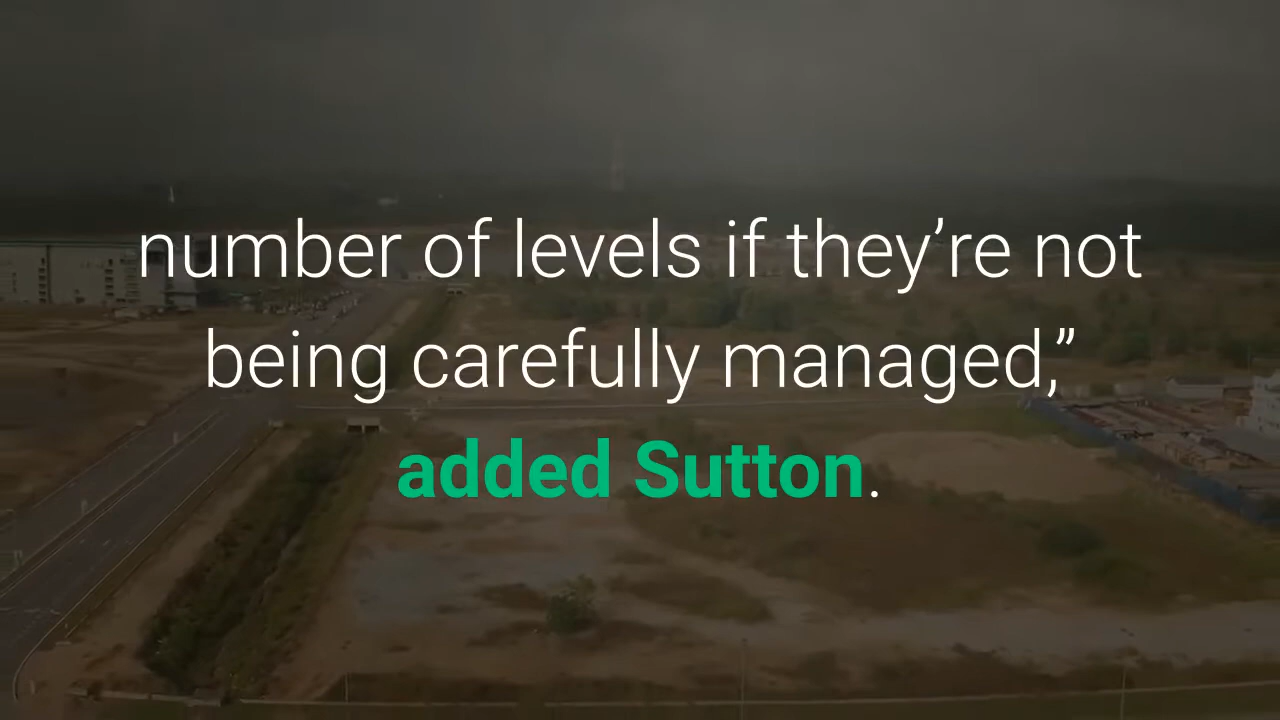 number of levels if they’re not
being carefully managed,”
added Sutton.